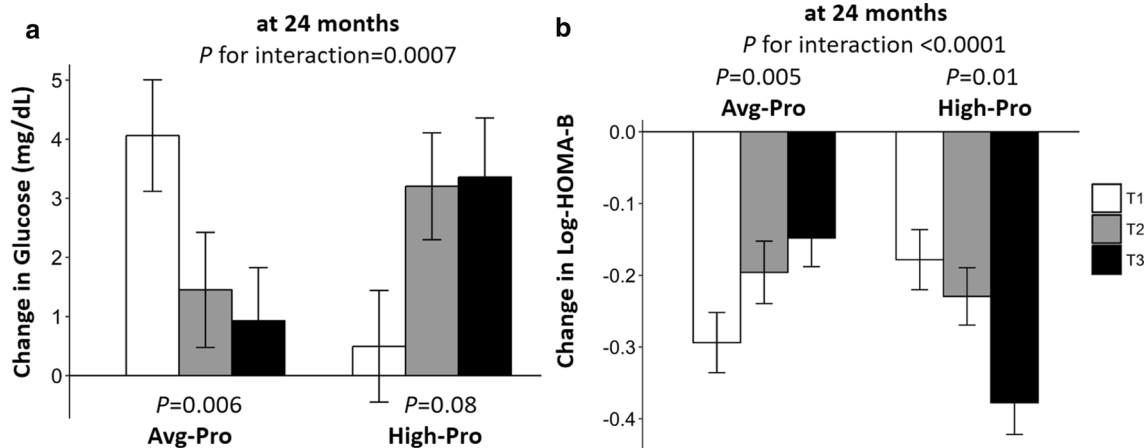 a
at 24 months
P for interaction=0.0007
Change in Glucose (mg/dL)
5
4
3
2
1
0
P=0.006
P=0.08
Avg-Pro
High-Pro
b
at 24 months
P for interaction <0.0001
P=0.005
P=0.01
Avg-Pro
High-Pro
Change in Log-HOMA-B
0.0
-0.1
-0.2
-0.3
-0.4
T1
T2
T3